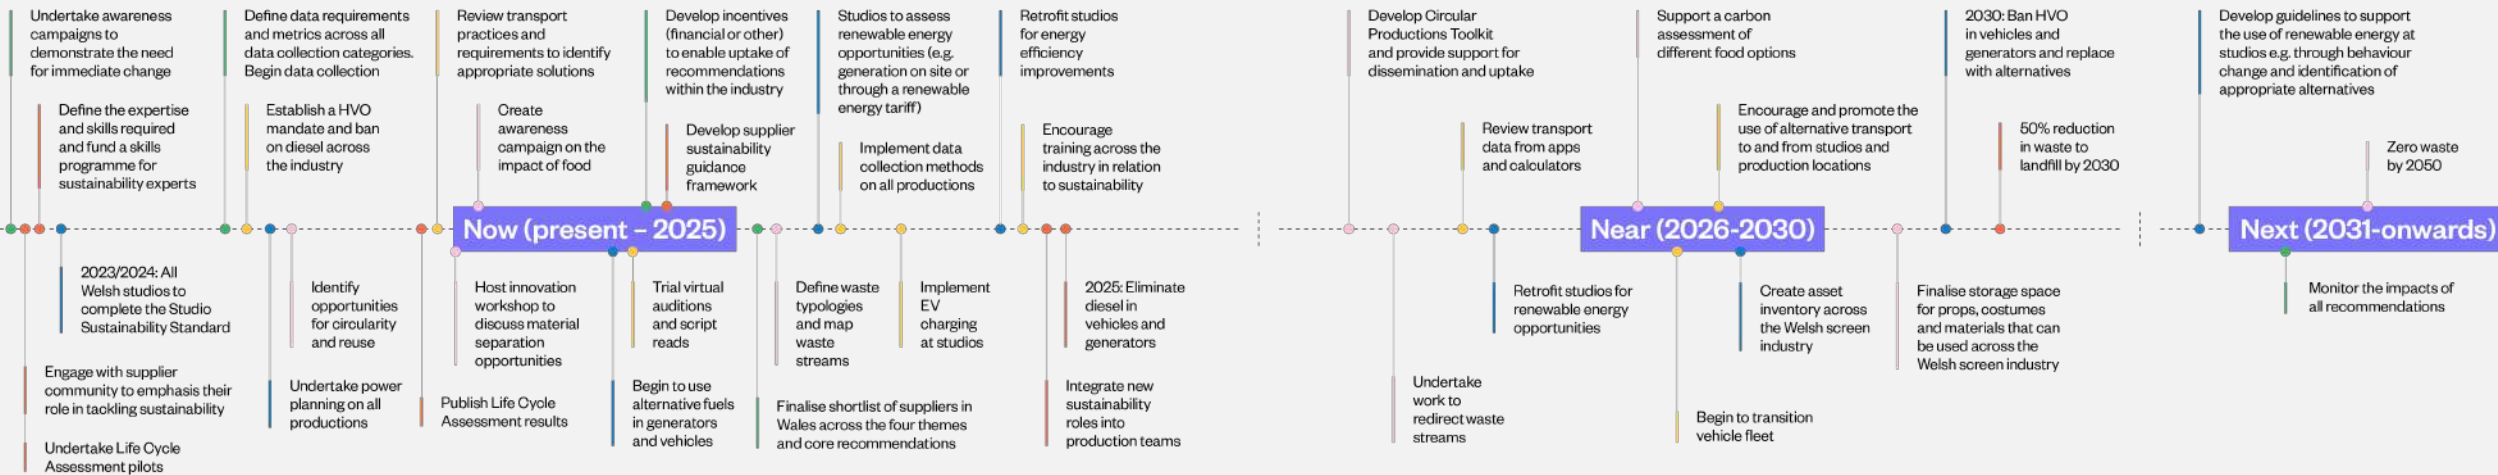 Undertake awareness
campaigns to
demonstrate the need
for immediate change
Define the expertise
and skills required
and fund a skills
programme for
sustainability experts
2023/2024: All
Welsh studios to
complete the Studio
Sustainability Standard
Engage with supplier
community to emphasis their
role in tackling sustainability
Undertake Life Cycle
Assessment pilots
Define data requirements
and metrics across all
data collection categories.
Begin data collection
Establish a HVO
mandate and ban
on diesel across
the industry
Identify
opportunities
for circularity
and reuse
Undertake power
planning on all
productions
Review transport
practices and
requirements to identify
appropriate solutions
Create
awareness
campaign on the
impact of food
Now (present – 2025)
Host innovation
workshop to
discuss material
separation
opportunities
Publish Life Cycle
Assessment results
Develop incentives
(financial or other)
to enable uptake of
recommendations
within the industry
Develop supplier
sustainability
guidance
framework
Trial virtual
auditions
and script
reads
Begin to use
alternative fuels
in generators
and vehicles
Studios to assess
renewable energy
opportunities (e.g.
generation on site or
through a renewable
energy tariff)
Implement data
collection methods
on all productions
Define waste
typologies
and map
waste
streams
Implement
EV
charging
at studios
Finalise shortlist of suppliers in
Wales across the four themes
and core recommendations
Retrofit studios
for energy
efficiency
improvements
Encourage
training across the
industry in relation
to sustainability
2025: Eliminate
diesel in
vehicles and
generators
Integrate new
sustainability
roles into
production teams
Develop Circular
Productions Toolkit
and provide support for
dissemination and uptake
Review transport
data from apps
and calculators
Retrofit studios for
renewable energy
opportunities
Undertake
work to
redirect waste
streams
Support a carbon
assessment of
different food options
Encourage and promote the
use of alternative transport
to and from studios and
production locations
Near (2026-2030)
Create asset
inventory across
the Welsh screen
industry
Begin to transition
vehicle fleet
2030: Ban HVO
in vehicles and
generators and replace
with alternatives
50% reduction
in waste to
landfill by 2030
Finalise storage space
for props, costumes
and materials that can
be used across the
Welsh screen industry
Develop guidelines to support
the use of renewable energy at
studios e.g. through behaviour
change and identification of
appropriate alternatives
Zero waste
by 2050
Next (2031-onwards)
Monitor the impacts of
all recommendations